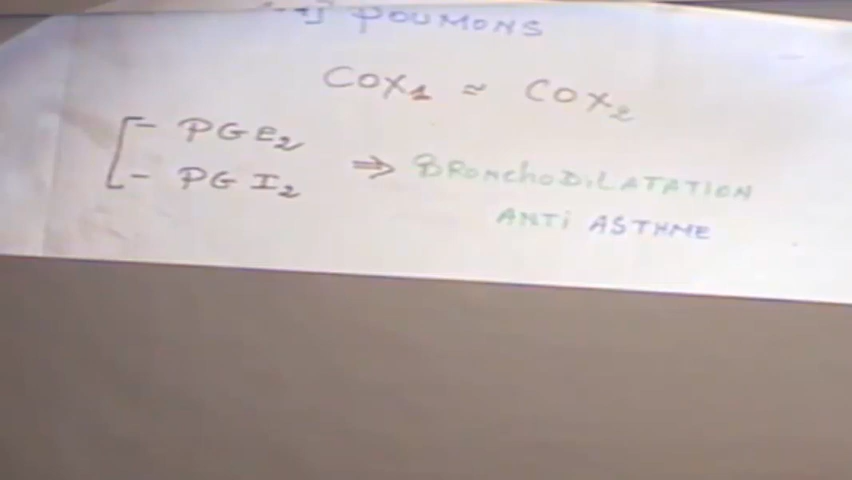 POUMONS
COX1 ≈ COX2
[- PGE2
- PGI2 ⇒ BRONCHODILATATION
ANTI ASTHME